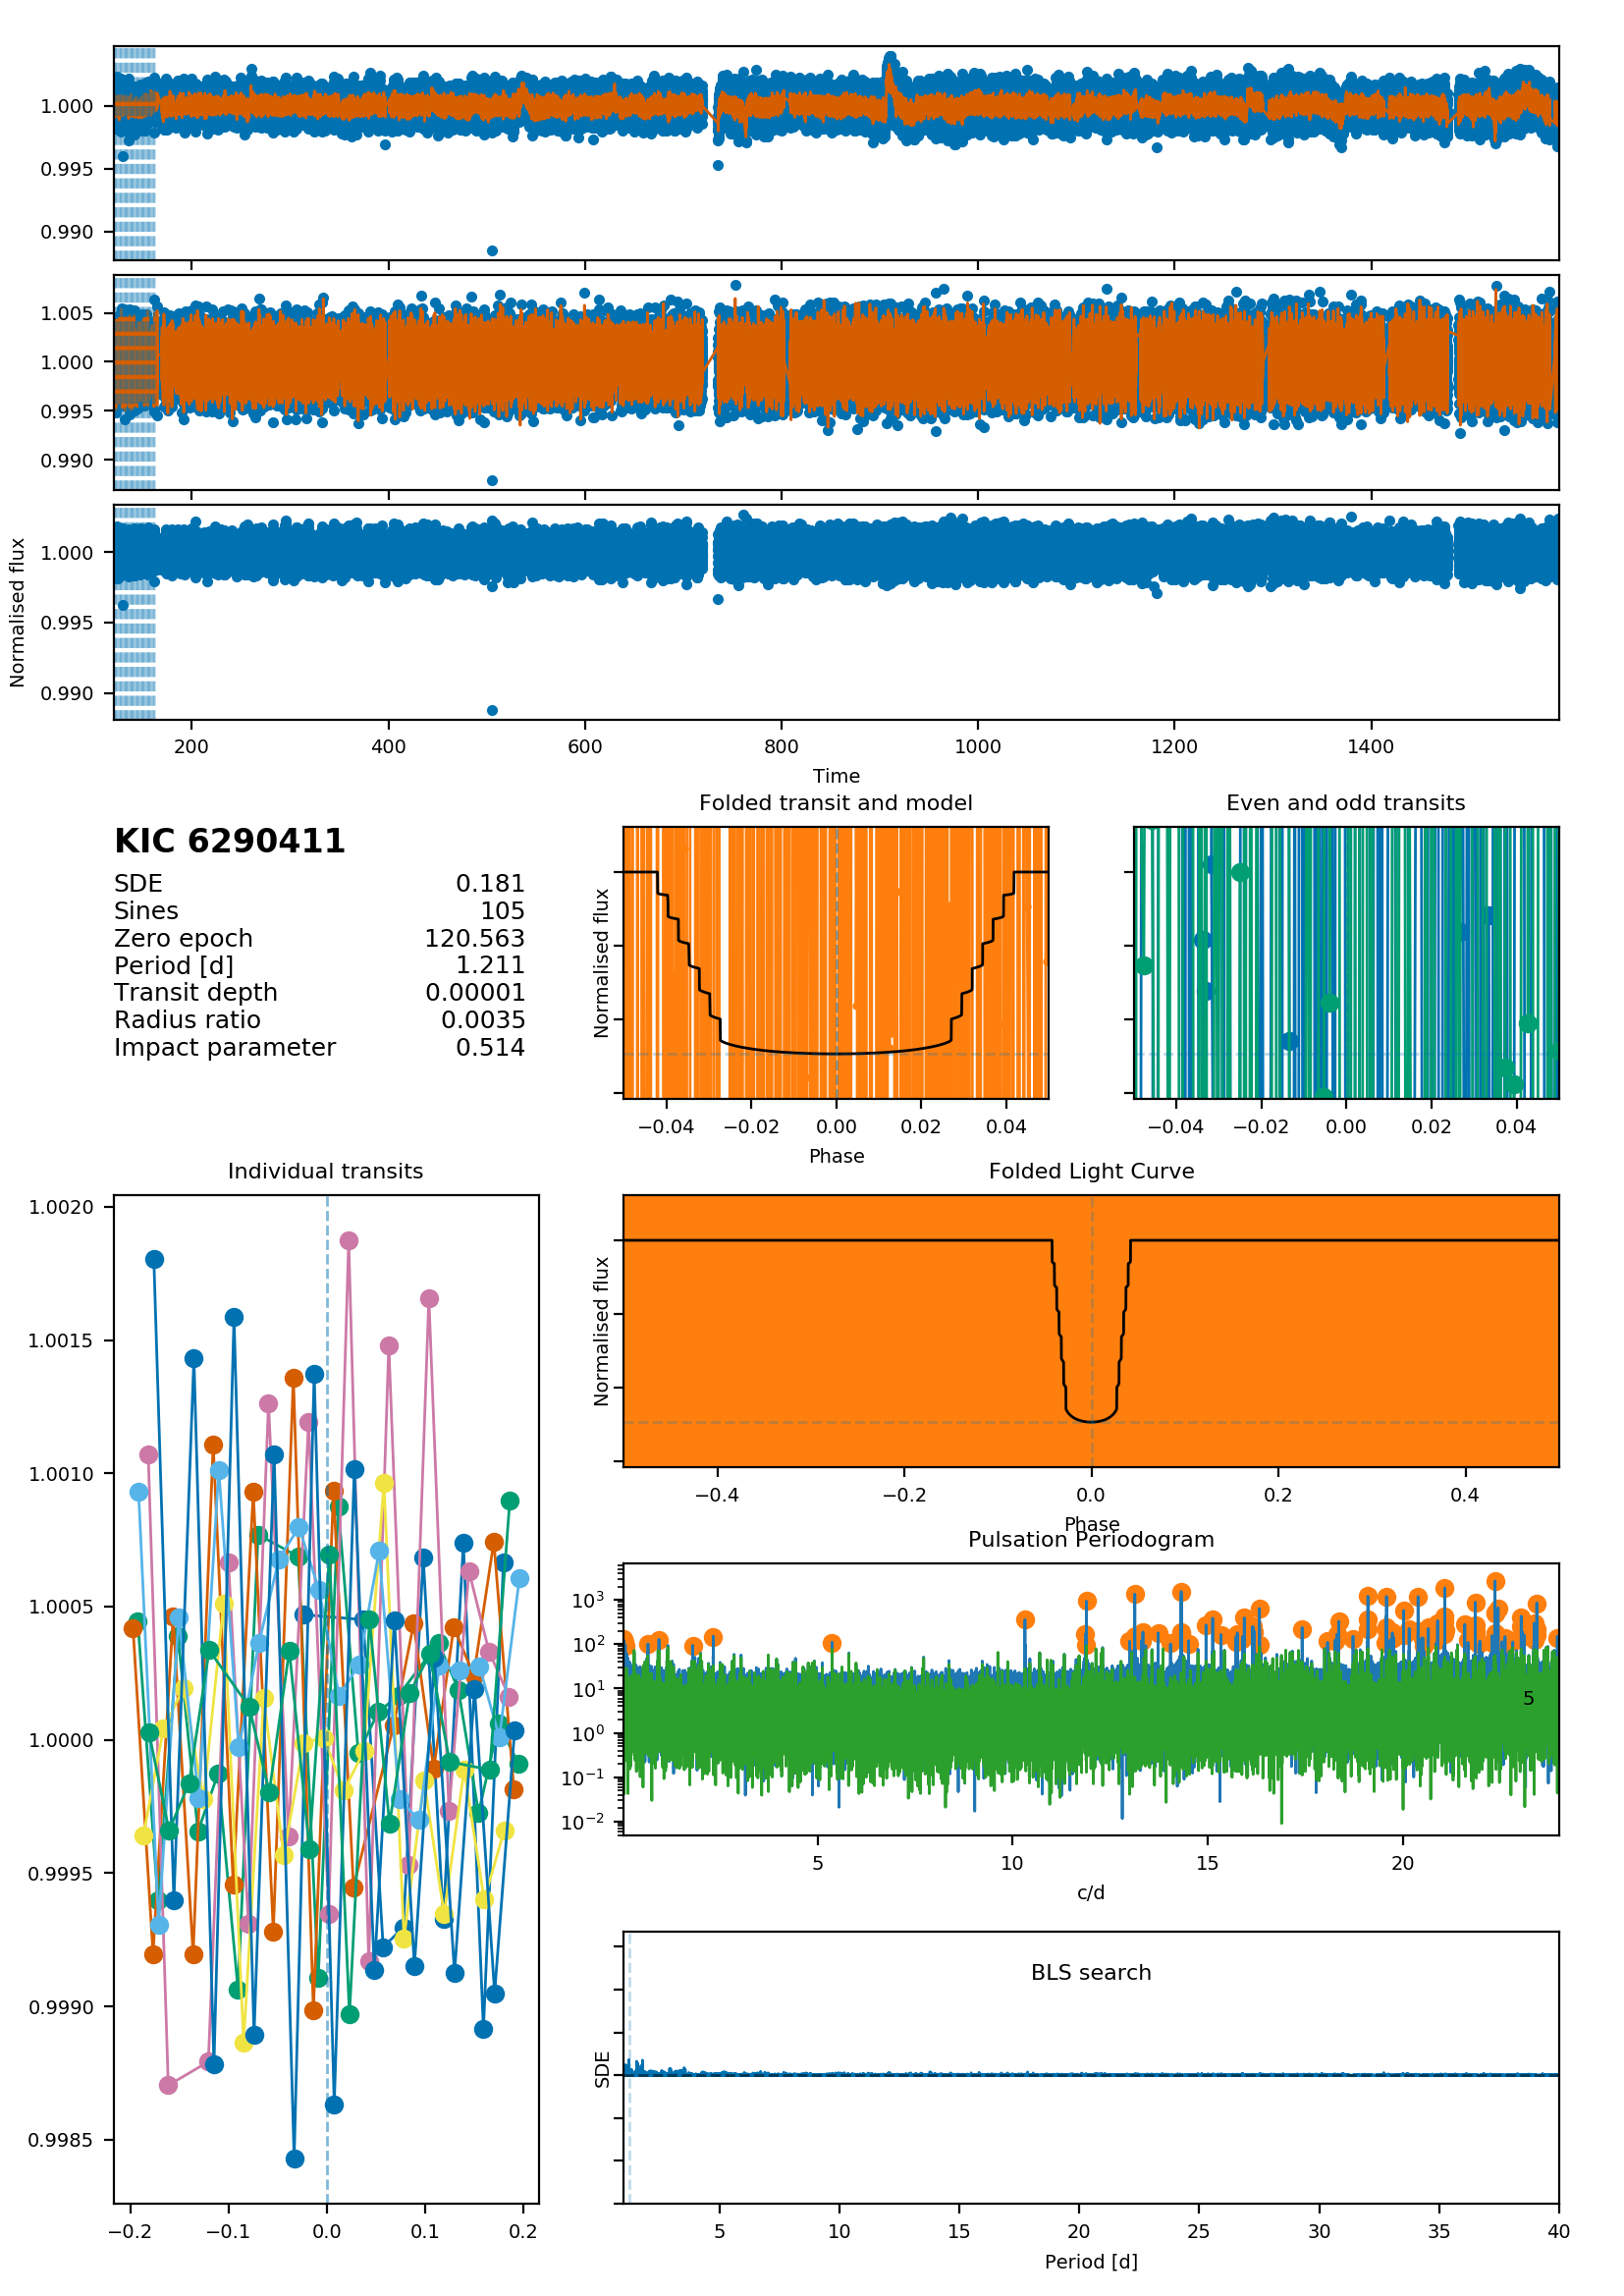 1.000
0.995
0.990
1.005
1.000
0.995
0.990
1.000
0.995
0.990
Normalised flux
200 400 600 800 1000 1200 1400
Time
KIC 6290411
SDE 0.181
Sines 105
Zero epoch 120.563
Period [d] 1.211
Transit depth 0.00001
Radius ratio 0.0035
Impact parameter 0.514
Folded transit and model
Normalised flux
−0.04 −0.02 0.00 0.02 0.04
Phase
Even and odd transits
−0.04 −0.02 0.00 0.02 0.04
Individual transits
1.0020
1.0015
1.0010
1.0005
1.0000
0.9995
0.9990
0.9985
−0.2 −0.1 0.0 0.1 0.2
Folded Light Curve
Normalised flux
−0.4 −0.2 0.0 0.2 0.4
Phase
Pulsation Periodogram
10³
10²
10¹
10⁰
10⁻¹
10⁻²
5
5 10 15 20
c/d
BLS search
SDE
5 10 15 20 25 30 35 40
Period [d]